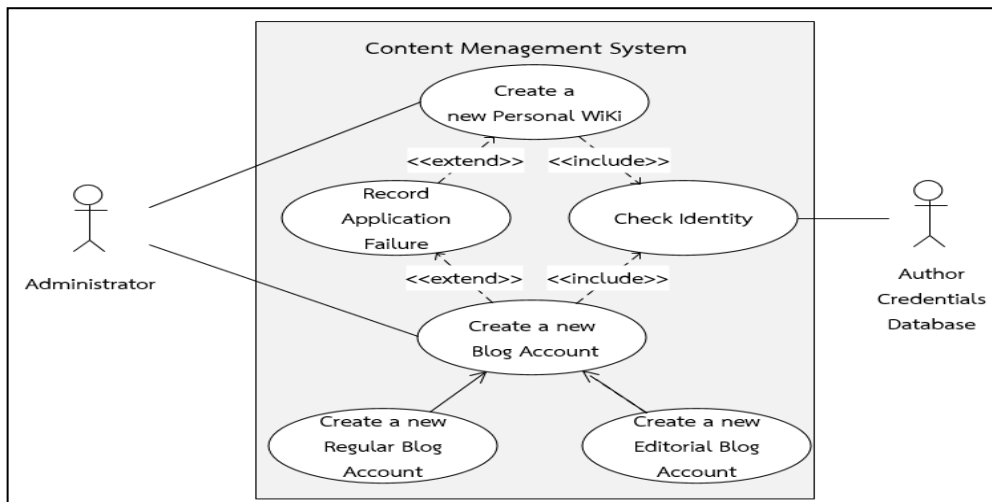 Content Menagement System
Create a
new Personal WiKi
<<extend>>
<<include>>
Record
Application
Failure
Check Identity
Administrator
Author
Credentials
Database
<<extend>>
<<include>>
Create a new
Blog Account
Create a new
Regular Blog
Account
Create a new
Editorial Blog
Account